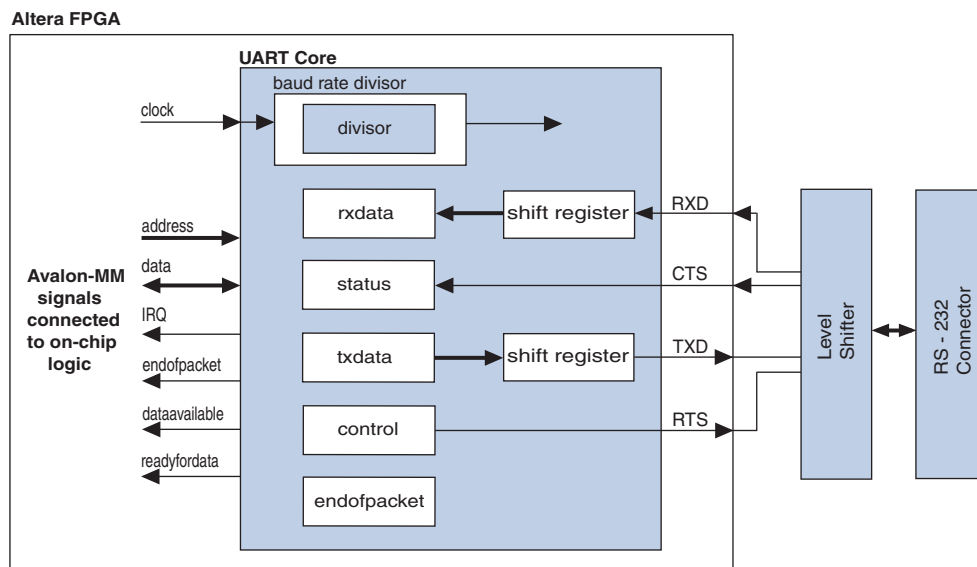 Altera FPGA
UART Core
baud rate divisor
clock
divisor
rxdata
shift register
RXD
address
data
status
CTS
Avalon-MM
signals
connected
to on-chip
logic
IRQ
txdata
shift register
TXD
endofpacket
dataavailable
control
RTS
readyfordata
endofpacket
Level
Shifter
RS - 232
Connector